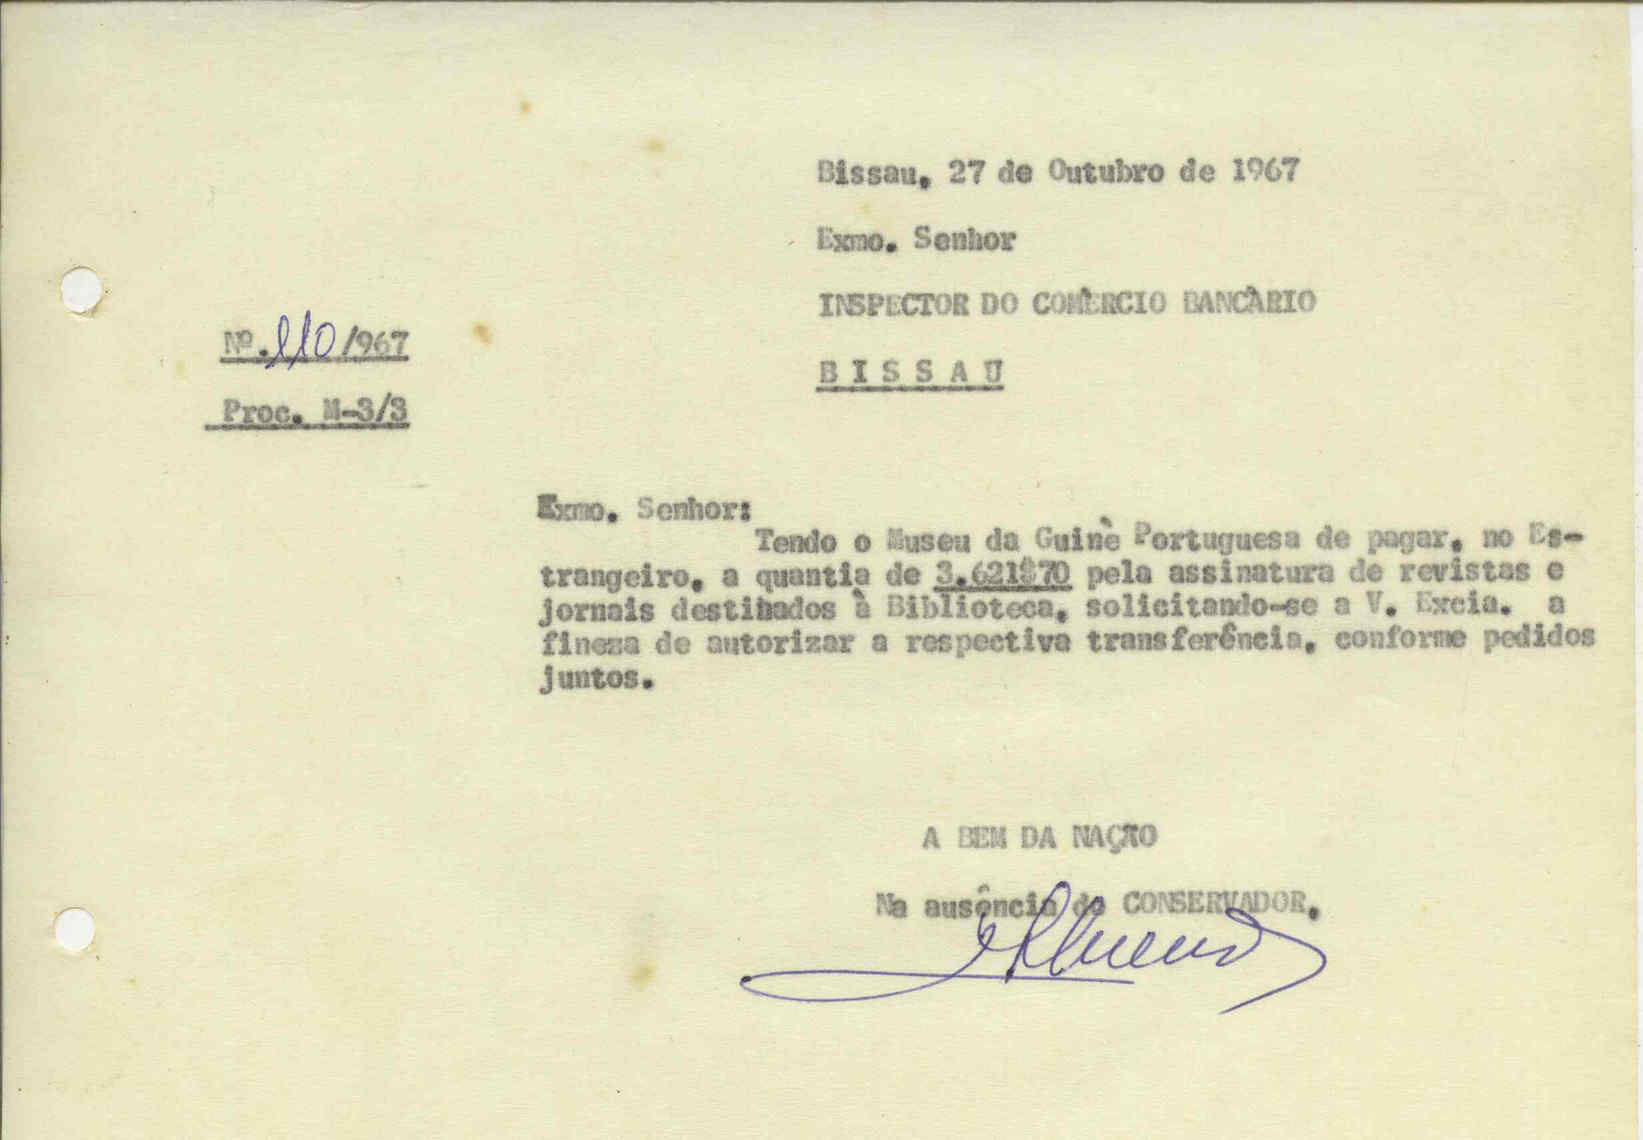 Bissau, 27 de Outubro de 1967
Exmo. Senhor
INSPECTOR DO COMÈRCIO BANCÀRIO
Nº.110/967
B I S S A U
Proc. M-3/3
Exmo. Senhor:
Tendo o Museu da Guinè Portuguesa de pagar, no Es-
trangeiro, a quantia de 3.621$70 pela assinatura de revistas e
jornais destinados à Biblioteca, solicitando-se a V. Excia. a
fineza de autorizar a respectiva transferência, conforme pedidos
juntos.
A BEM DA NAÇÃO
Na ausência do CONSERVADOR,